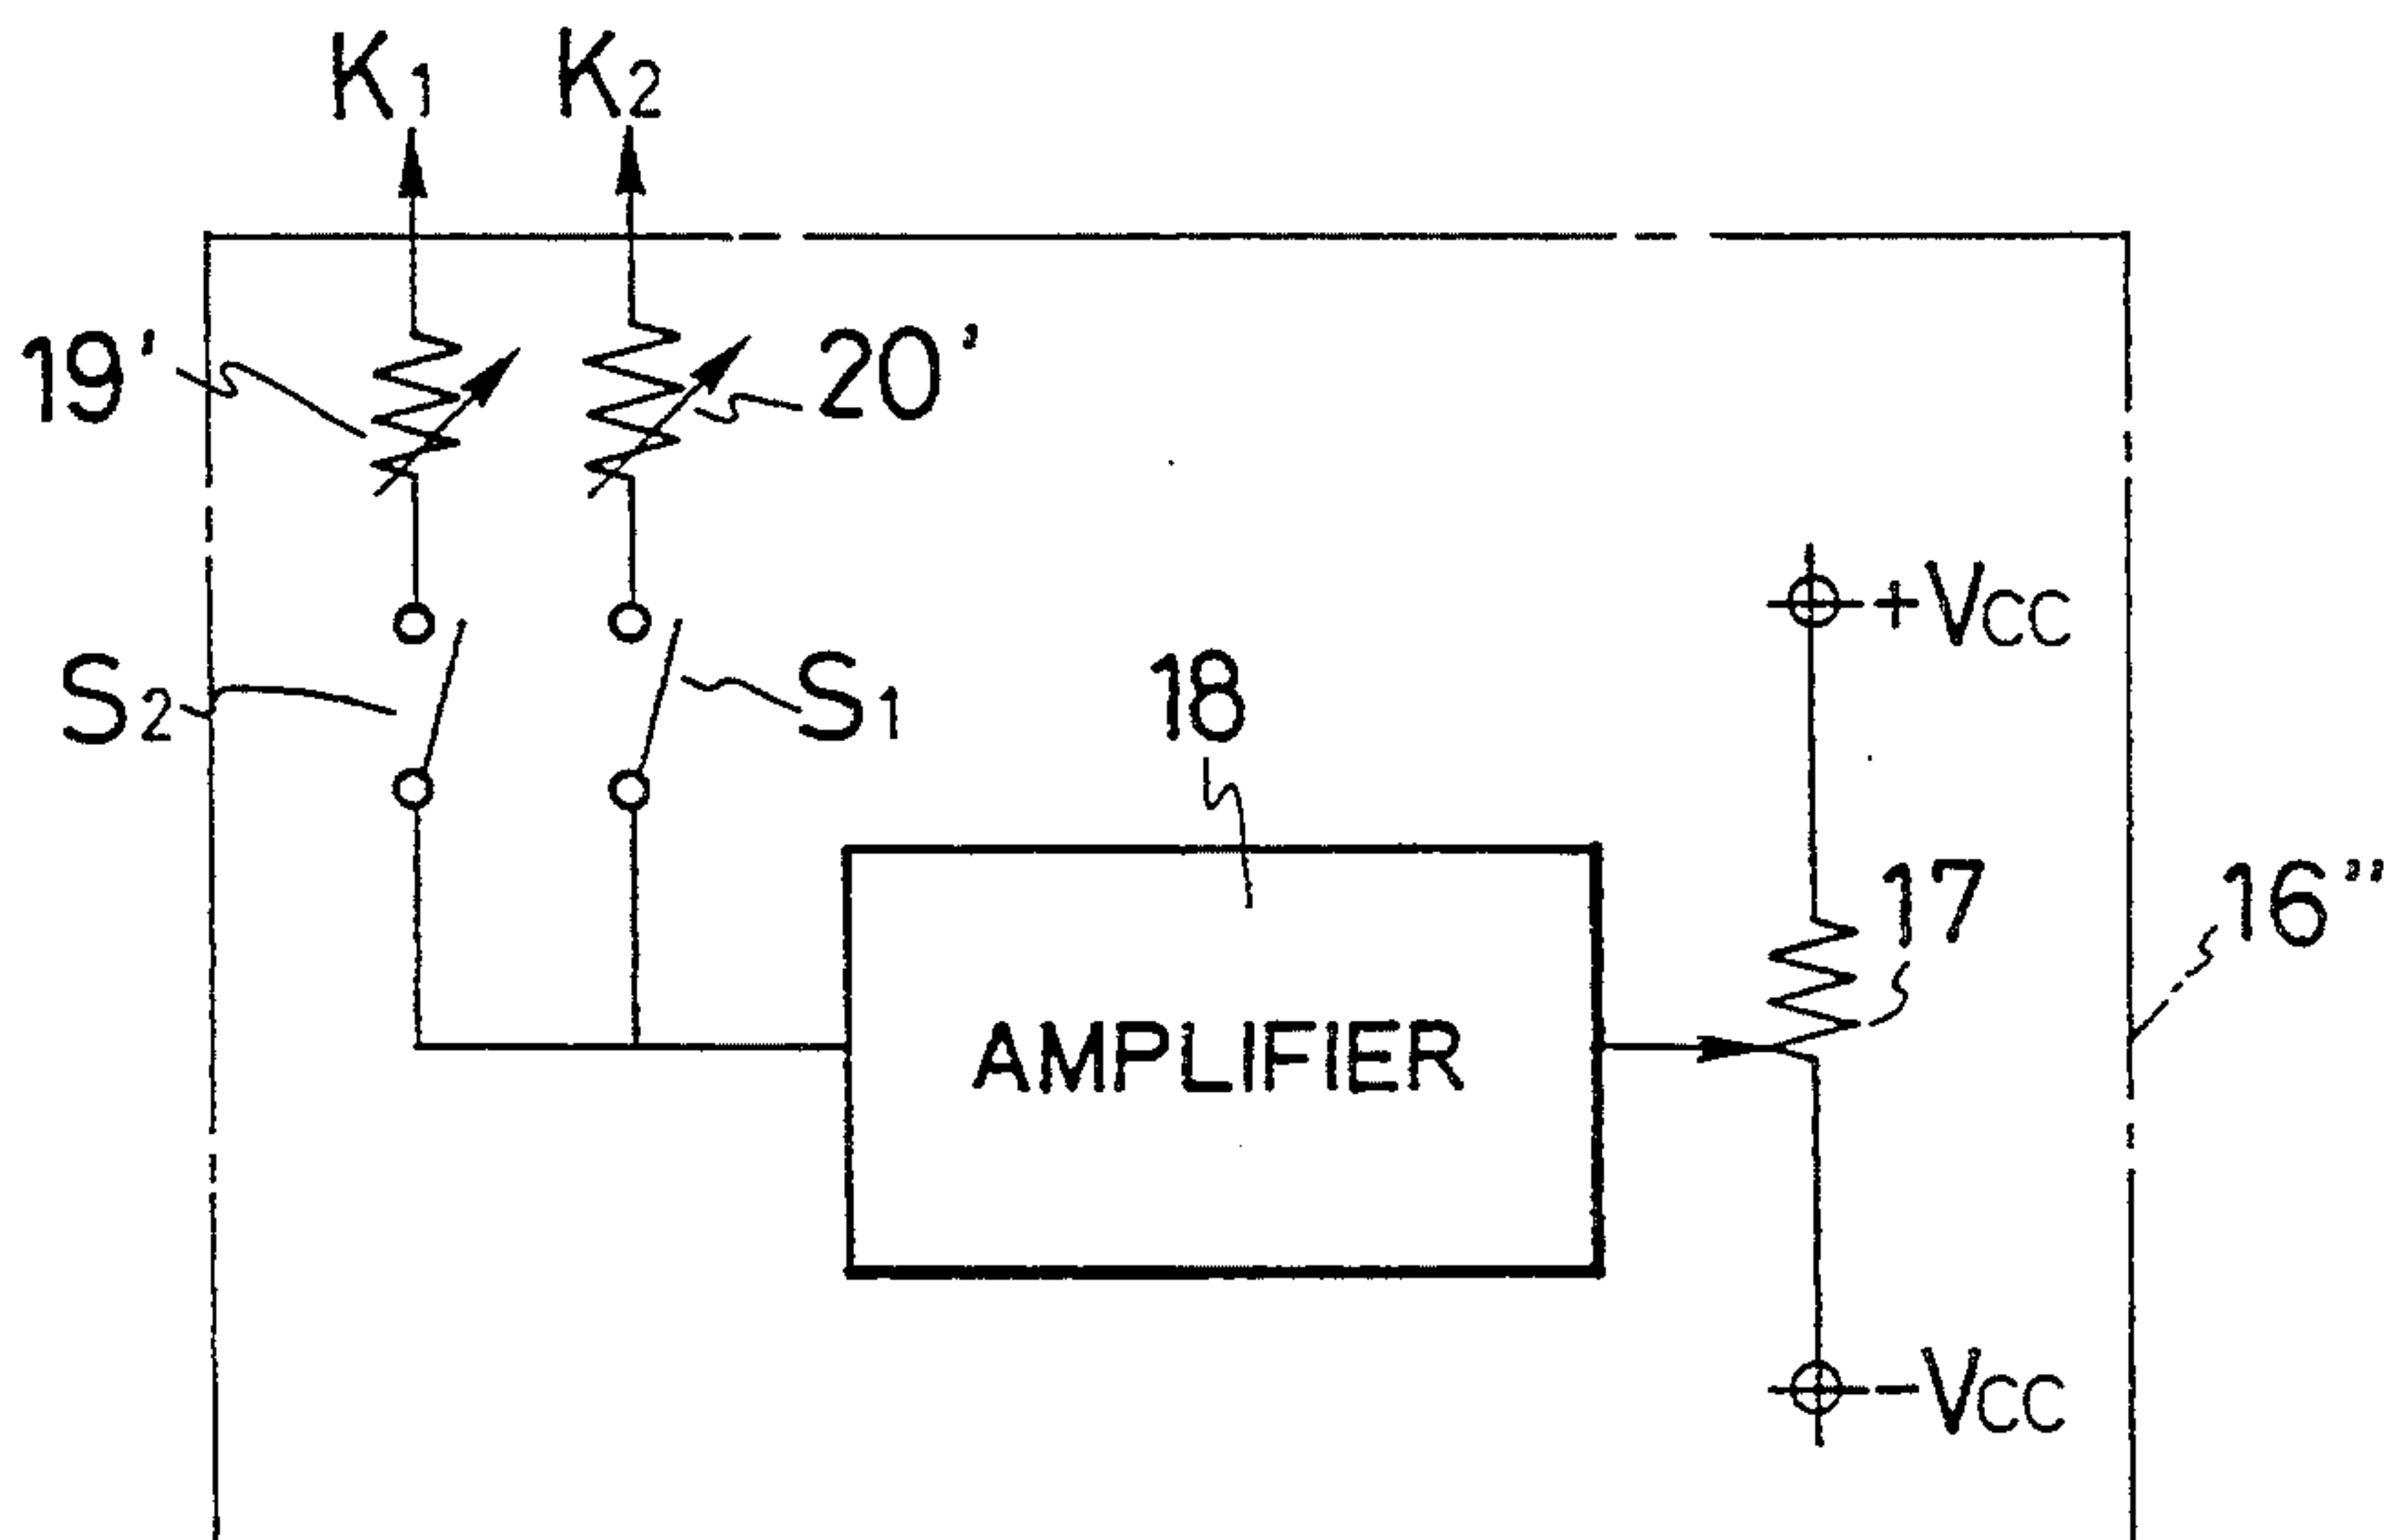 K1 K2
19' 20'
+VCC
S2 S1 18
17 16"
AMPLIFIER
-VCC